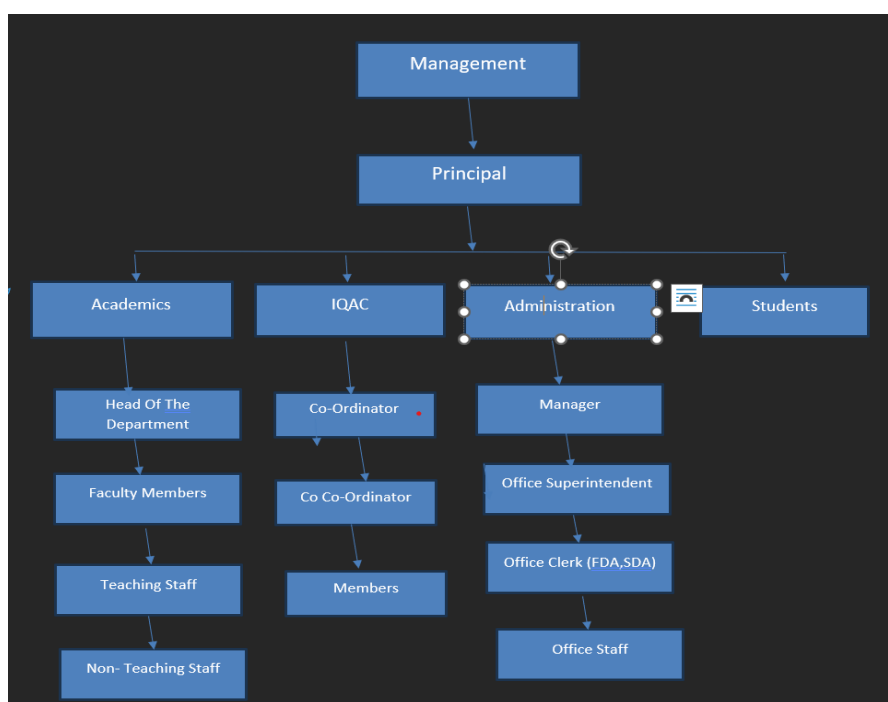 Management
Principal
Academics
IQAC
Administration
Students
Head Of The
Department
Co-Ordinator
Manager
Faculty Members
Co Co-Ordinator
Office Superintendent
Teaching Staff
Members
Office Clerk (FDA,SDA)
Non- Teaching Staff
Office Staff